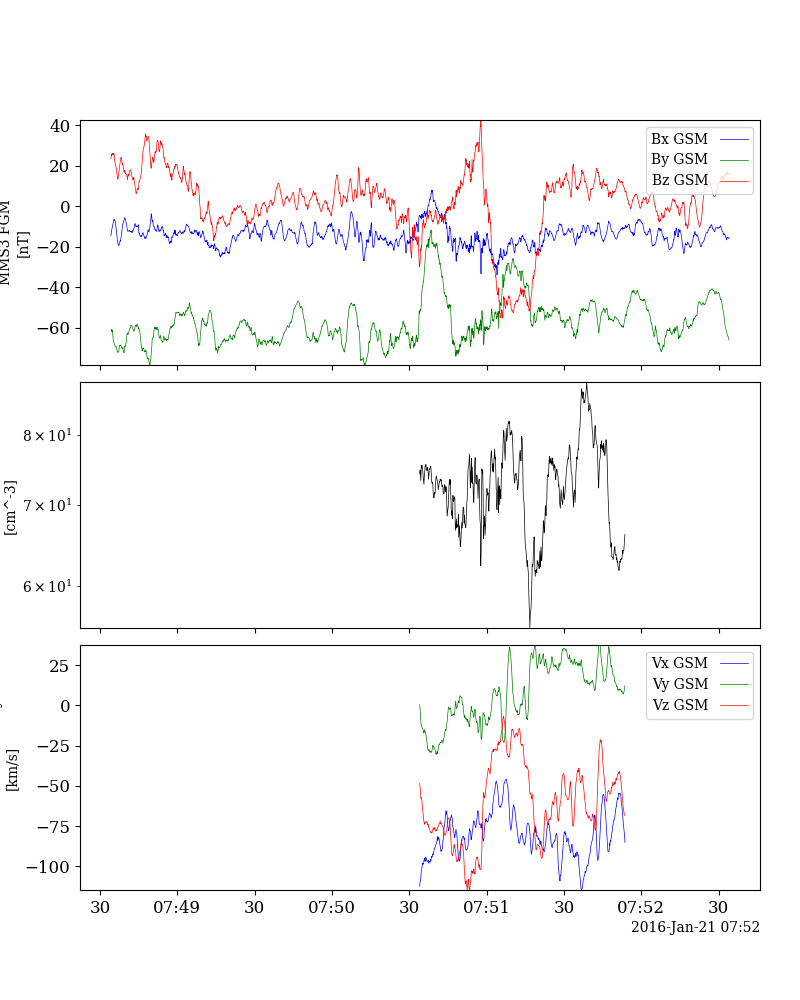 40
20
0
−20
−40
−60
MMS3 FGM
[nT]
Bx GSM
By GSM
Bz GSM
8 × 10¹
7 × 10¹
6 × 10¹
[cm^-3]
25
0
−25
−50
−75
−100
[km/s]
Vx GSM
Vy GSM
Vz GSM
30 07:49 30 07:50 30 07:51 30 07:52 30
2016-Jan-21 07:52